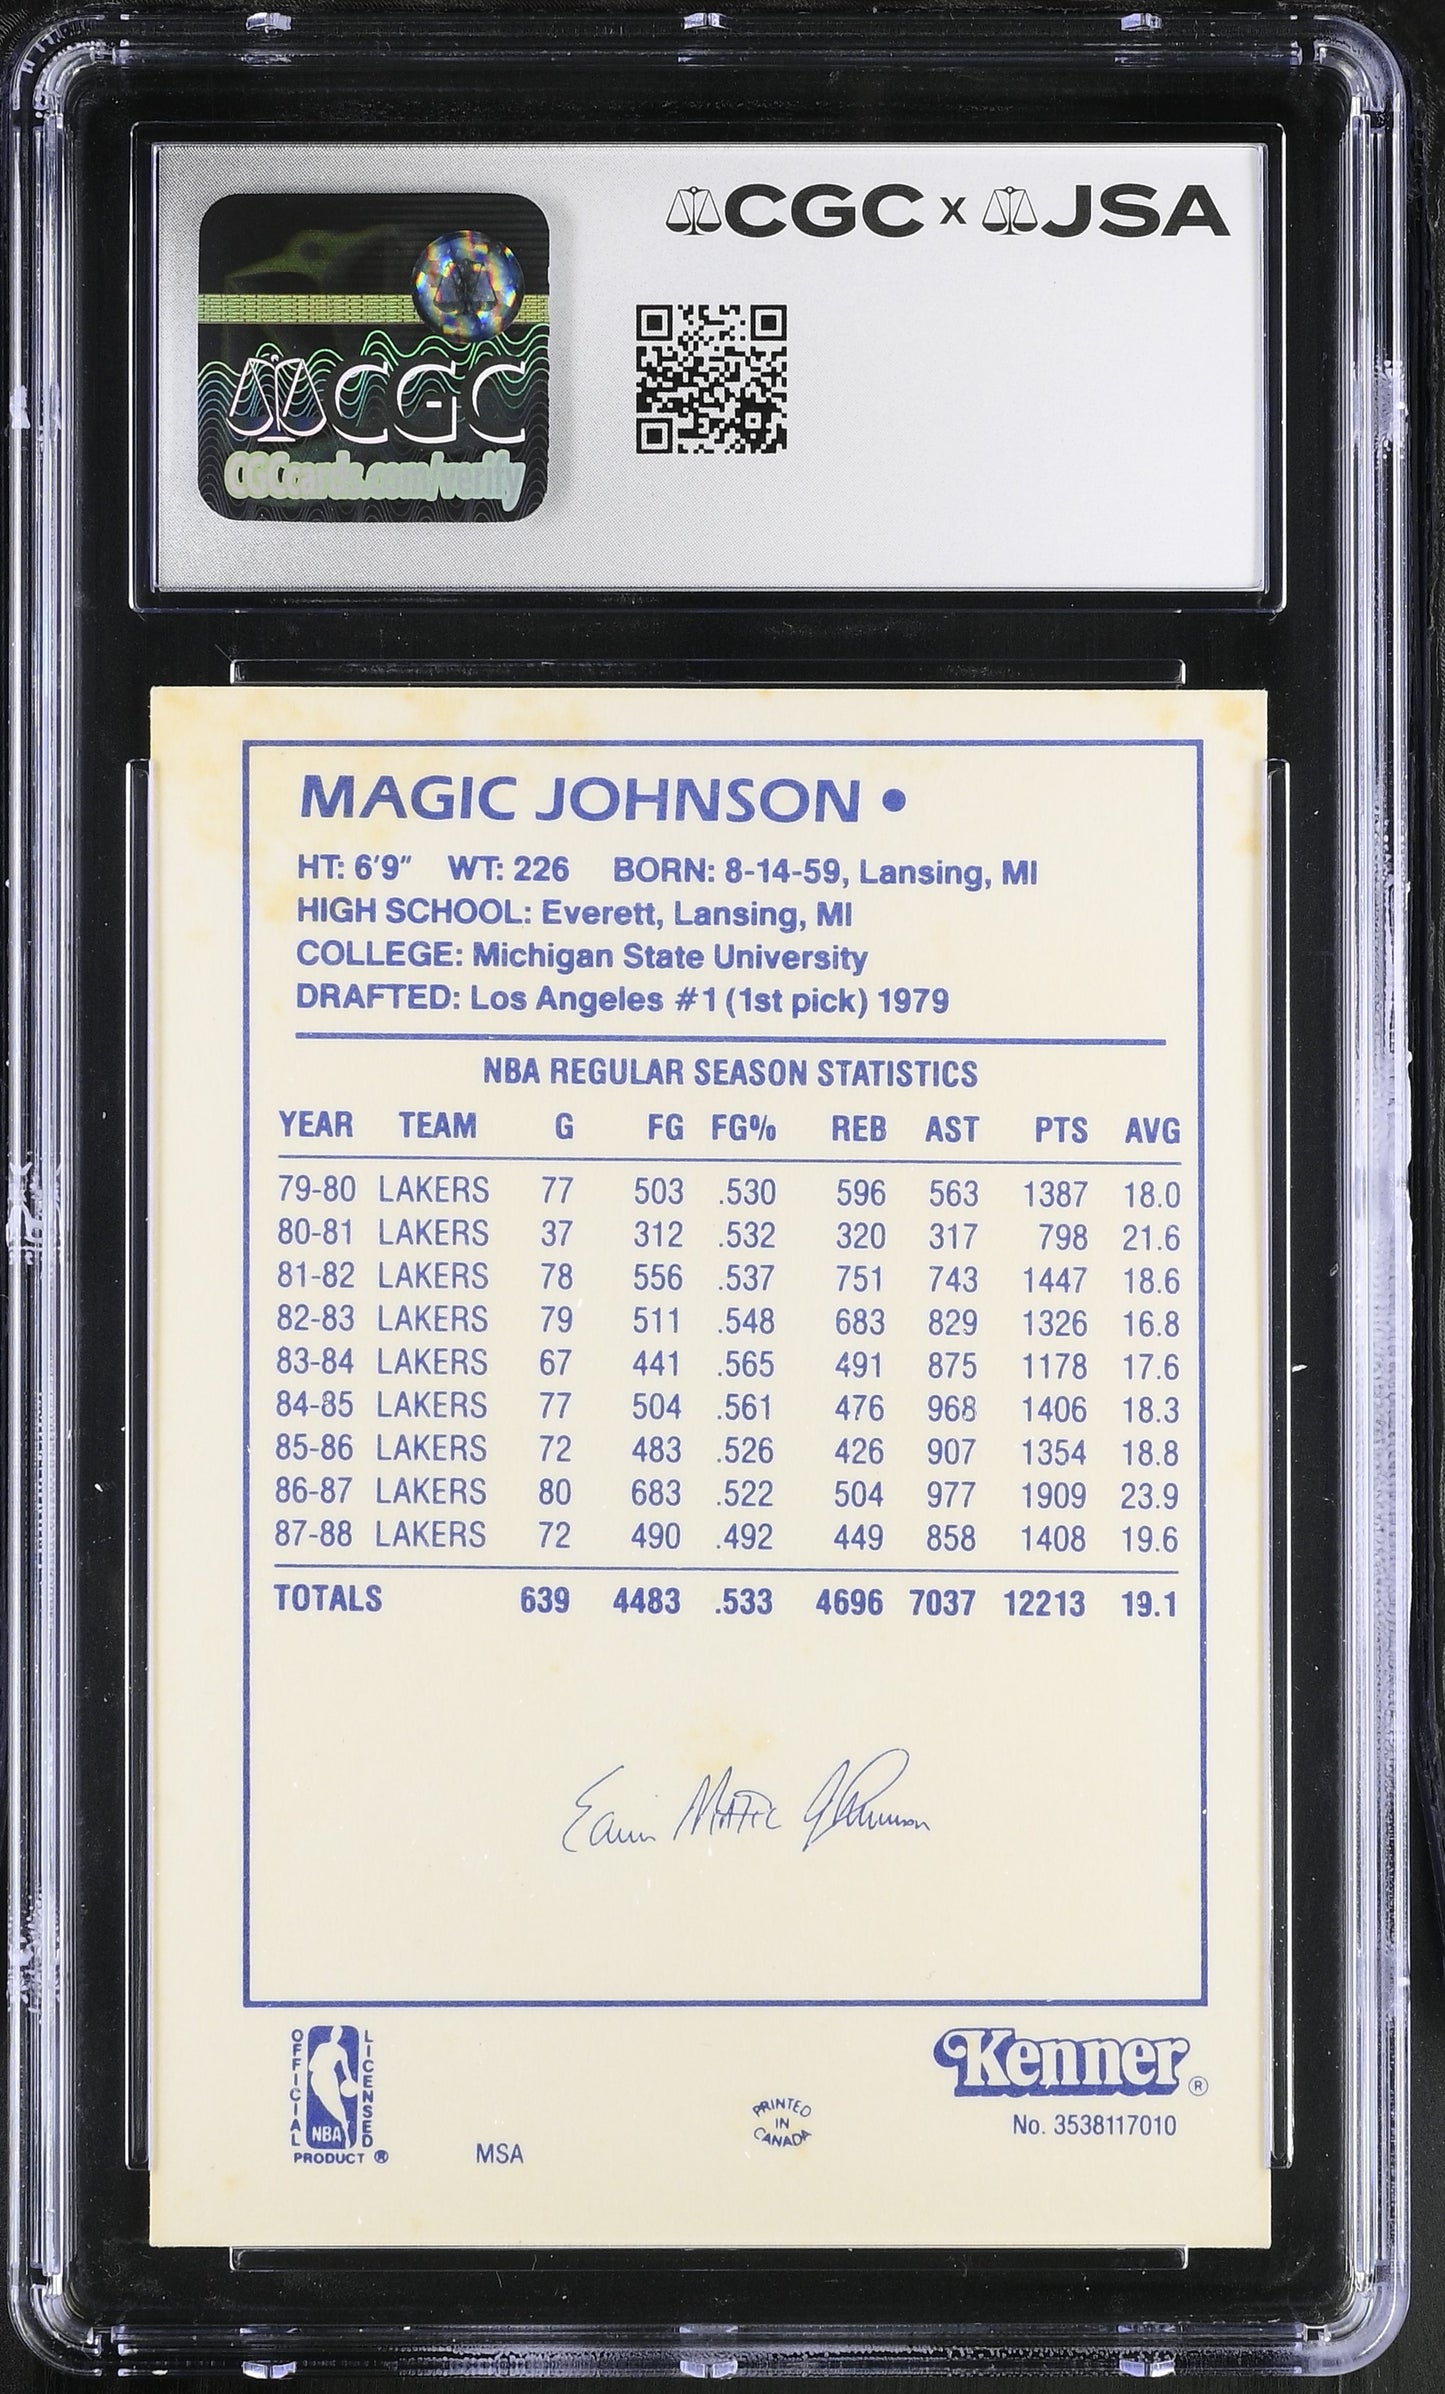 CGC x JSA
CGC
CGCcards.com/verify
MAGIC JOHNSON •
HT: 6'9" WT: 226 BORN: 8-14-59, Lansing, MI
HIGH SCHOOL: Everett, Lansing, MI
COLLEGE: Michigan State University
DRAFTED: Los Angeles #1 (1st pick) 1979
NBA REGULAR SEASON STATISTICS
YEAR TEAM G FG FG% REB AST PTS AVG
79-80 LAKERS 77 503 .530 596 563 1387 18.0
80-81 LAKERS 37 312 .532 320 317 798 21.6
81-82 LAKERS 78 556 .537 751 743 1447 18.6
82-83 LAKERS 79 511 .548 683 829 1326 16.8
83-84 LAKERS 67 441 .565 491 875 1178 17.6
84-85 LAKERS 77 504 .561 476 968 1406 18.3
85-86 LAKERS 72 483 .526 426 907 1354 18.8
86-87 LAKERS 80 683 .522 504 977 1909 23.9
87-88 LAKERS 72 490 .492 449 858 1408 19.6
TOTALS 639 4483 .533 4696 7037 12213 19.1
Earvin Magic Johnson
OFFICIAL LICENSED
NBA
PRODUCT ®
MSA
PRINTED
IN
CANADA
Kenner ®
No. 3538117010